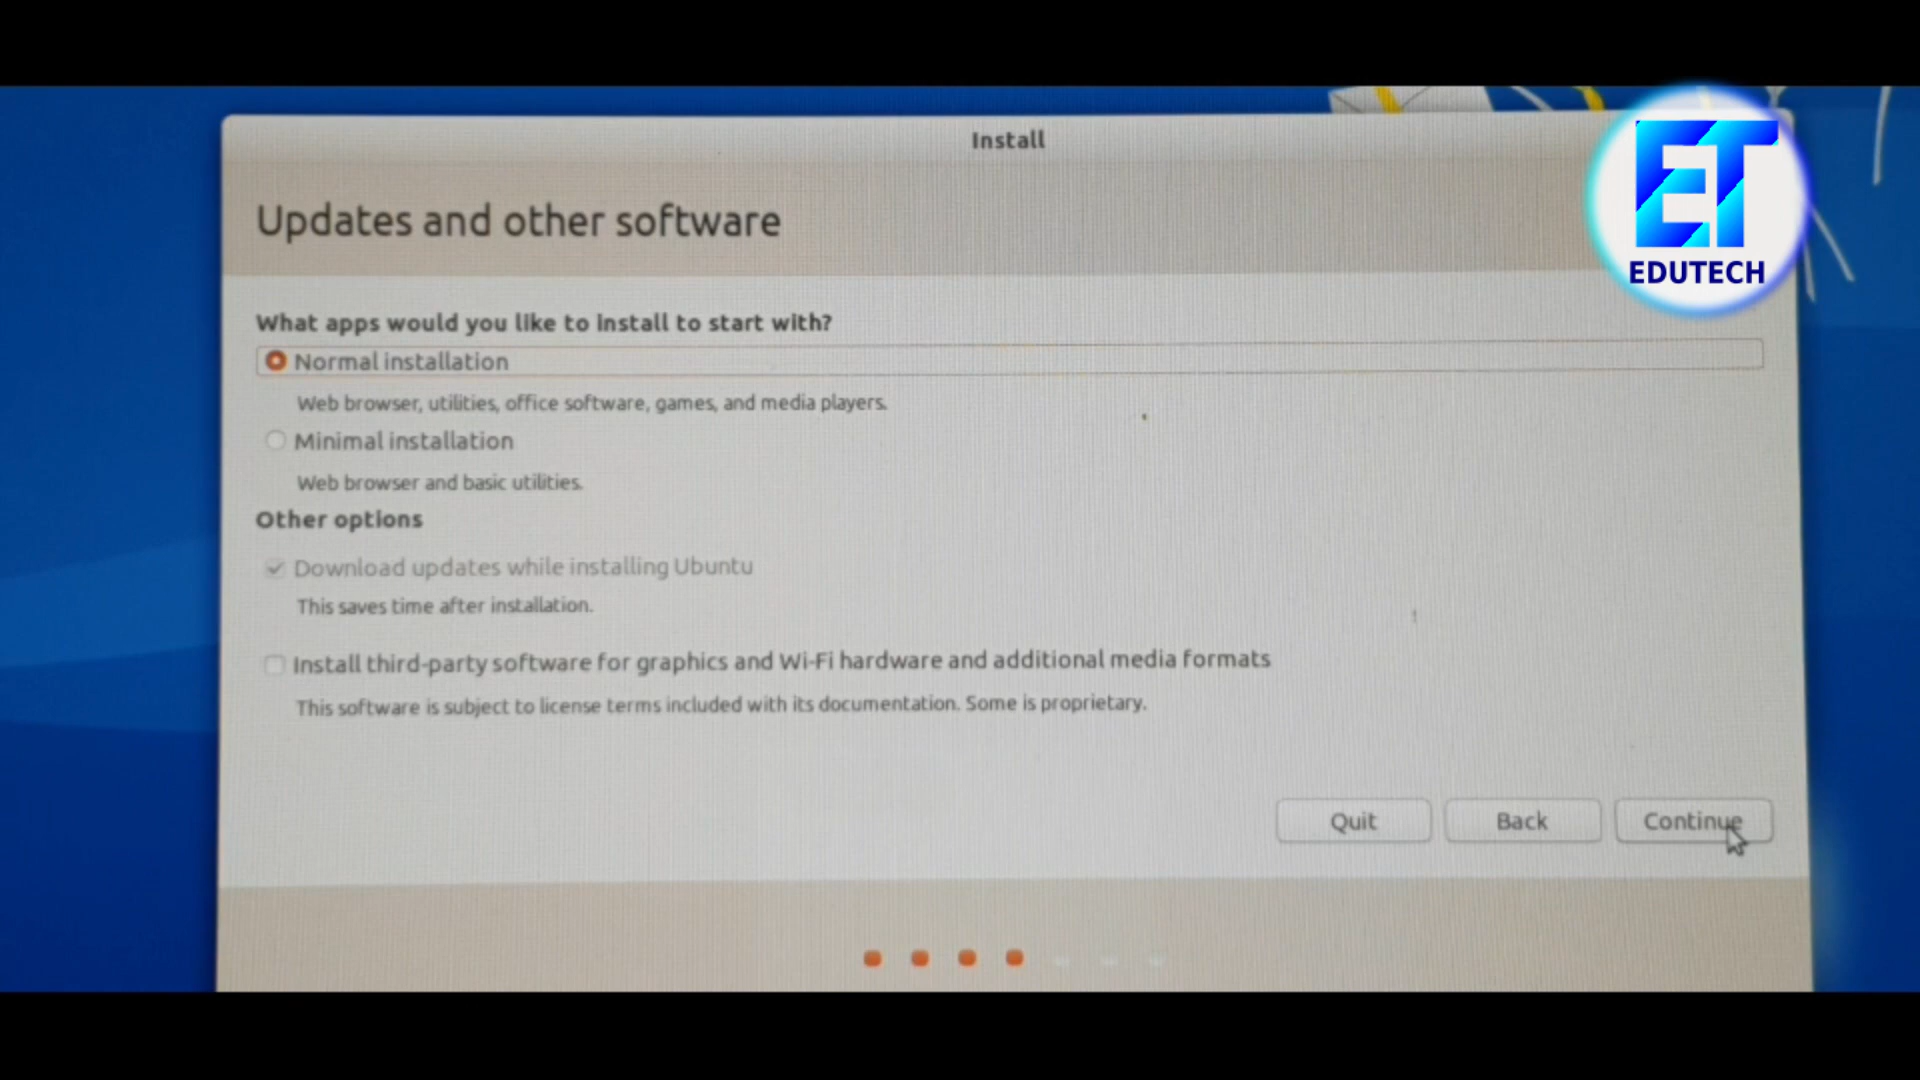 Install
ET
EDUTECH
Updates and other software
What apps would you like to install to start with?
Normal installation
Web browser, utilities, office software, games, and media players.
Minimal installation
Web browser and basic utilities.
Other options
Download updates while installing Ubuntu
This saves time after installation.
Install third-party software for graphics and Wi-Fi hardware and additional media formats
This software is subject to license terms included with its documentation. Some is proprietary.
Quit
Back
Continue